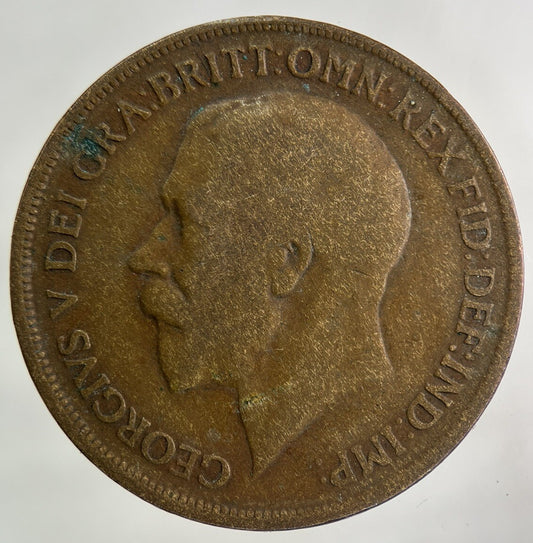 GEORGIVS V DEI GRA: BRITT: OMN: REX FID: DEF: IND: IMP: